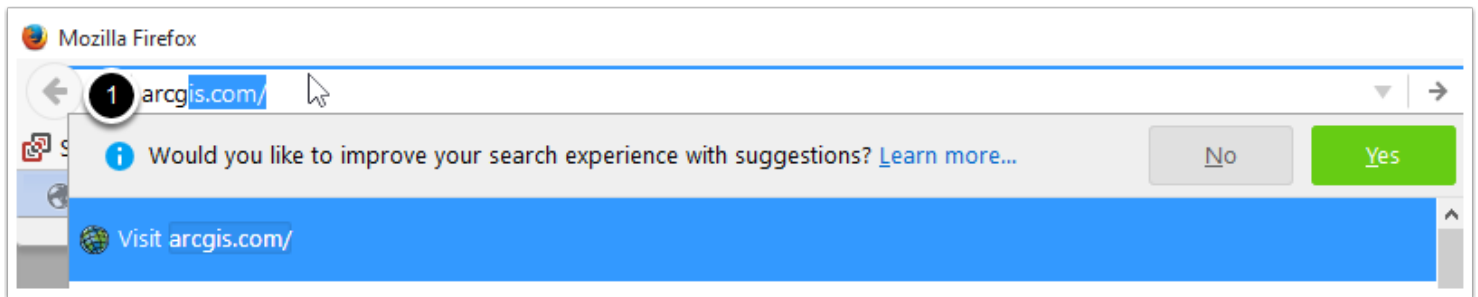 Mozilla Firefox
1 arcgis.com/
S
Would you like to improve your search experience with suggestions? Learn more... No Yes
Visit arcgis.com/